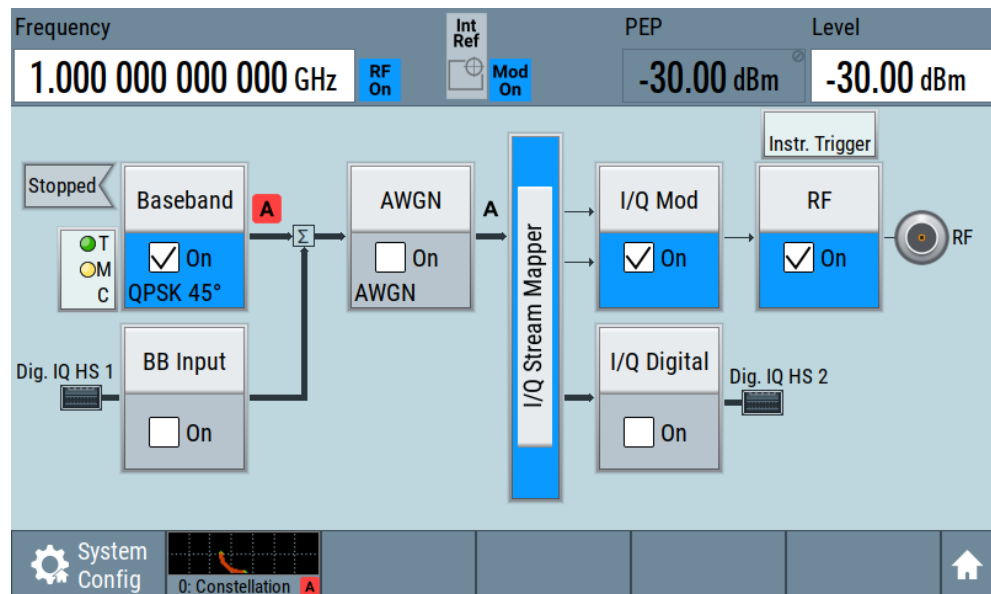 Frequency
Int
Ref
PEP
Level
1.000 000 000 000 GHz
RF
On
Mod
On
-30.00 dBm
-30.00 dBm
Instr. Trigger
Stopped
Baseband
A
AWGN
A
I/Q Mod
RF
T
M
C
On
QPSK 45°
Σ
On
AWGN
I/Q Stream Mapper
On
On
RF
Dig. IQ HS 1
BB Input
On
I/Q Digital
On
Dig. IQ HS 2
System
Config
0: Constellation A